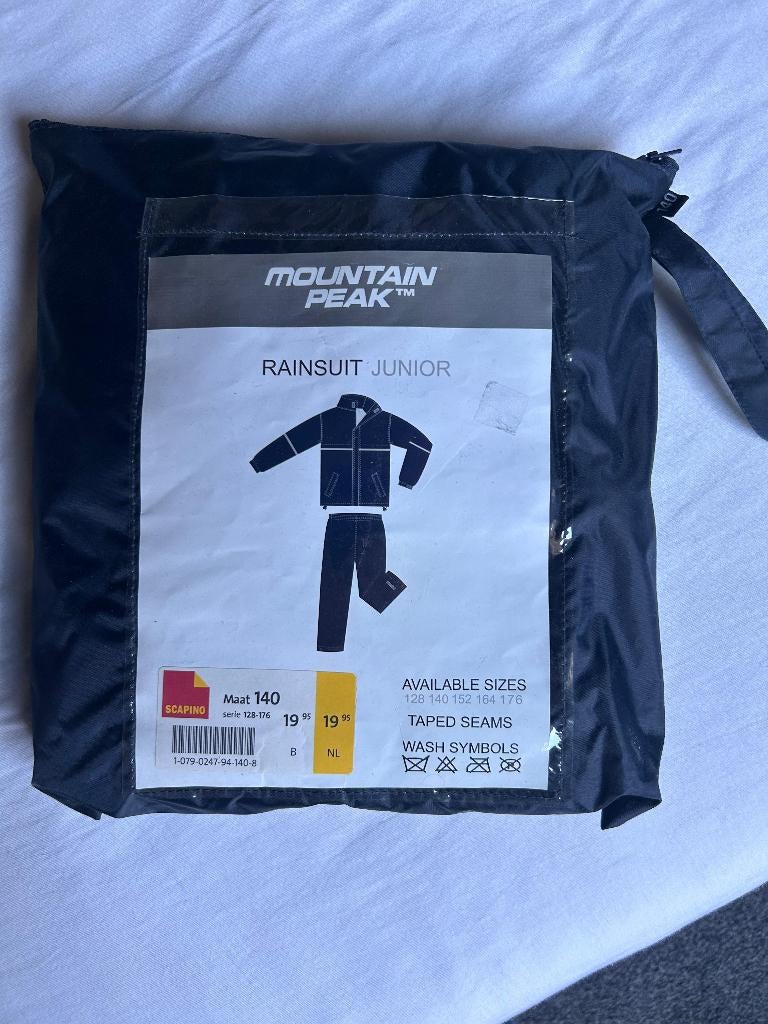 140
MOUNTAIN
PEAK™
RAINSUIT JUNIOR
SCAPINO
Maat 140
serie 128-176
19 95
B
19 95
NL
1-079-0247-94-140-8
AVAILABLE SIZES
128 140 152 164 176
TAPED SEAMS
WASH SYMBOLS